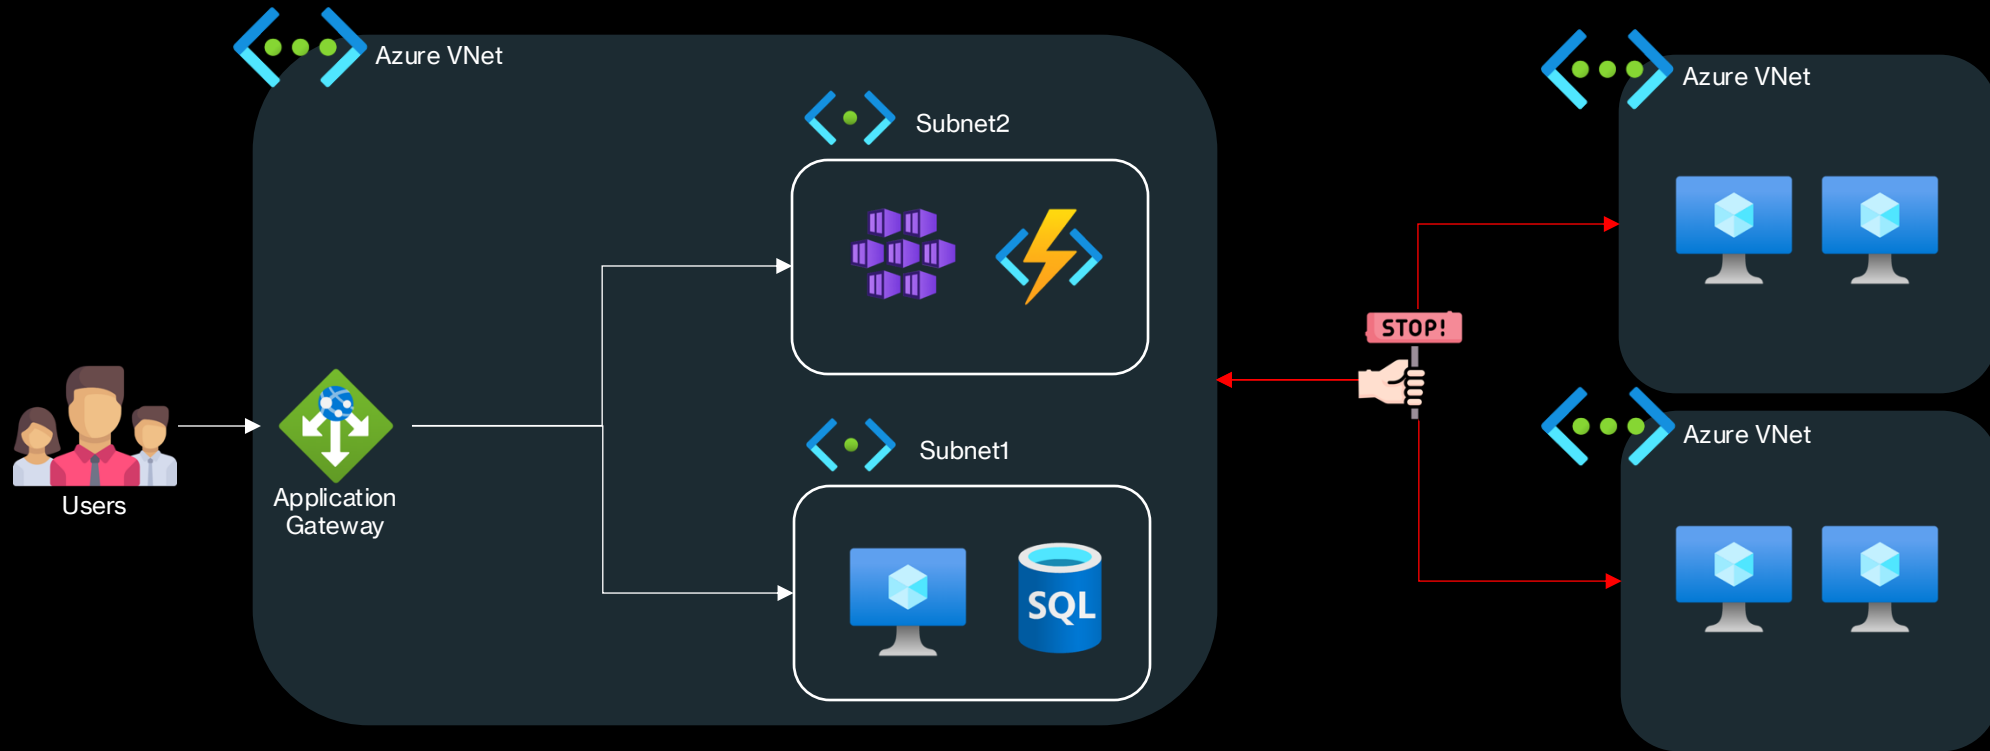 Azure VNet
Azure VNet
Subnet2
STOP!
Azure VNet
Subnet1
Users
Application
Gateway
SQL